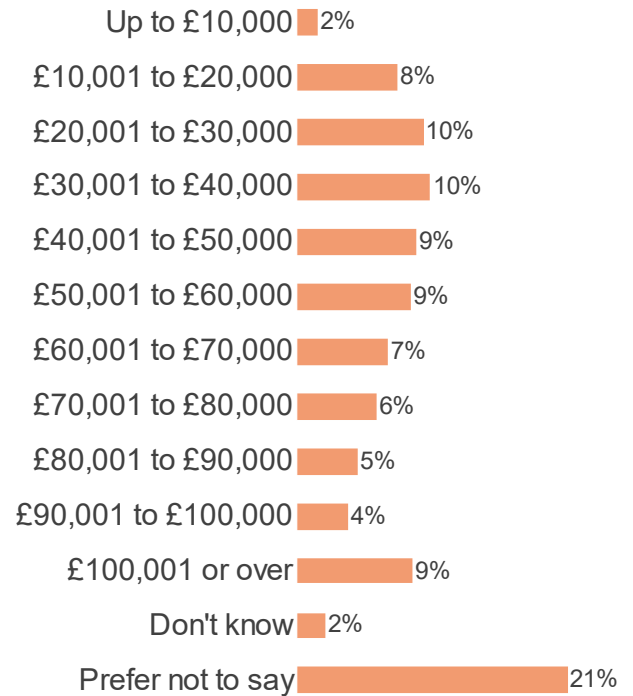 Up to £10,000 2%
£10,001 to £20,000 8%
£20,001 to £30,000 10%
£30,001 to £40,000 10%
£40,001 to £50,000 9%
£50,001 to £60,000 9%
£60,001 to £70,000 7%
£70,001 to £80,000 6%
£80,001 to £90,000 5%
£90,001 to £100,000 4%
£100,001 or over 9%
Don't know 2%
Prefer not to say 21%